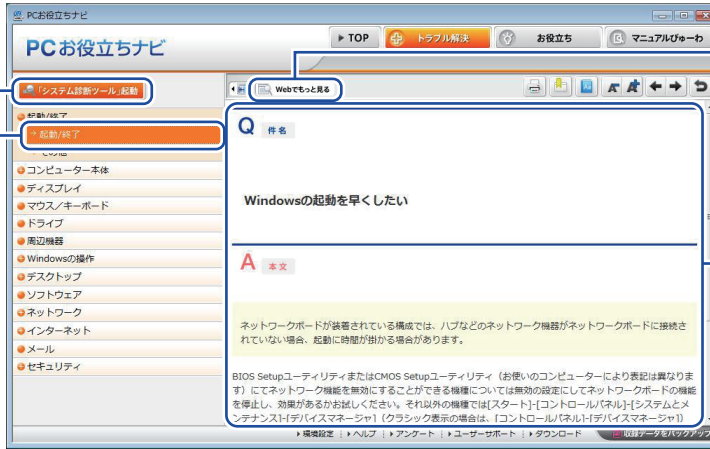 PCお役立ちナビ
PCお役立ちナビ
TOP
トラブル解決
お役立ち
マニュアルびゅーわ
「システム診断ツール」起動
Webでもっと見る
起動/終了
起動/終了
その他
コンピューター本体
ディスプレイ
マウス/キーボード
ドライブ
周辺機器
Windowsの操作
デスクトップ
ソフトウェア
ネットワーク
インターネット
メール
セキュリティ
Q 件名
Windowsの起動を早くしたい
A 本文
ネットワークボードが装着されている構成では、ハブなどのネットワーク機器がネットワークボードに接続さ
れていない場合、起動に時間が掛かる場合があります。
BIOS SetupユーティリティまたはCMOS Setupユーティリティ（お使いのコンピューターにより表記は異なりま
す）にてネットワーク機能を無効にすることができる機種については無効の設定にしてネットワークボードの機能
を停止し、効果があるかお試しください。それ以外の機種では[スタート]-[コントロールパネル]-[システムとメ
ンテナンス]-[デバイスマネージャ]（クラシック表示の場合は、[コントロールパネル]-[デバイスマネージャ]）
環境設定
ヘルプ
アンケート
ユーザーサポート
ダウンロード
収録データをバックアップ